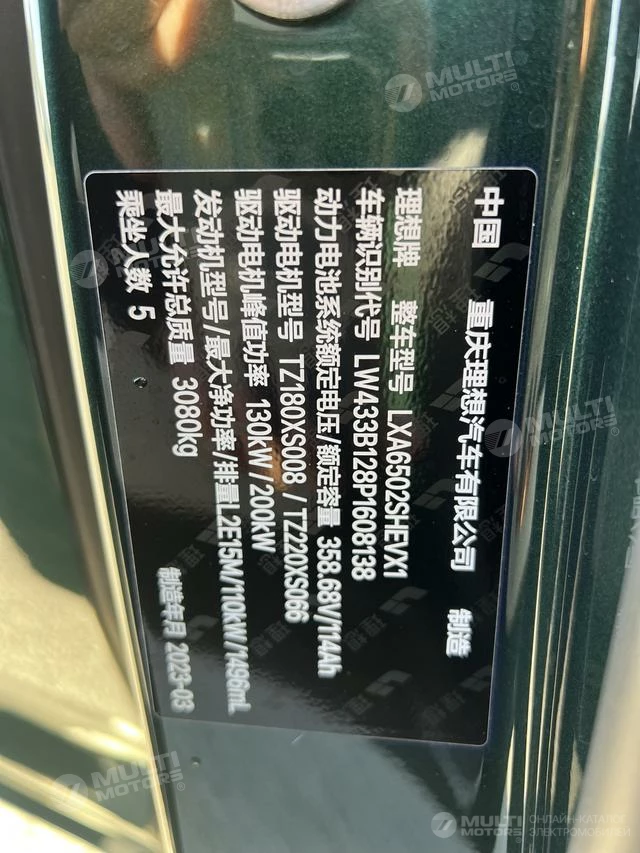 中国 重庆理想汽车有限公司 制造
理想牌 整车型号 LXA6502SHEVX1
车辆识别代号 LW433B128P1608138
动力电池系统额定电压/额定容量 358.68V/114Ah
驱动电机型号 TZ180XS008 / TZ220XS066
驱动电机峰值功率 130kW / 200kW
发动机型号/最大净功率/排量L2E15M/110kW/1496mL
最大允许总质量 3080kg 制造年月 2023-03
乘坐人数 5
MULTI MOTORS
MULTI MOTORS
MULTI MOTORS
MULTI MOTORS
MULTI MOTORS ОНЛАЙН-КАТАЛОГ ЭЛЕКТРОМОБИЛЕЙ